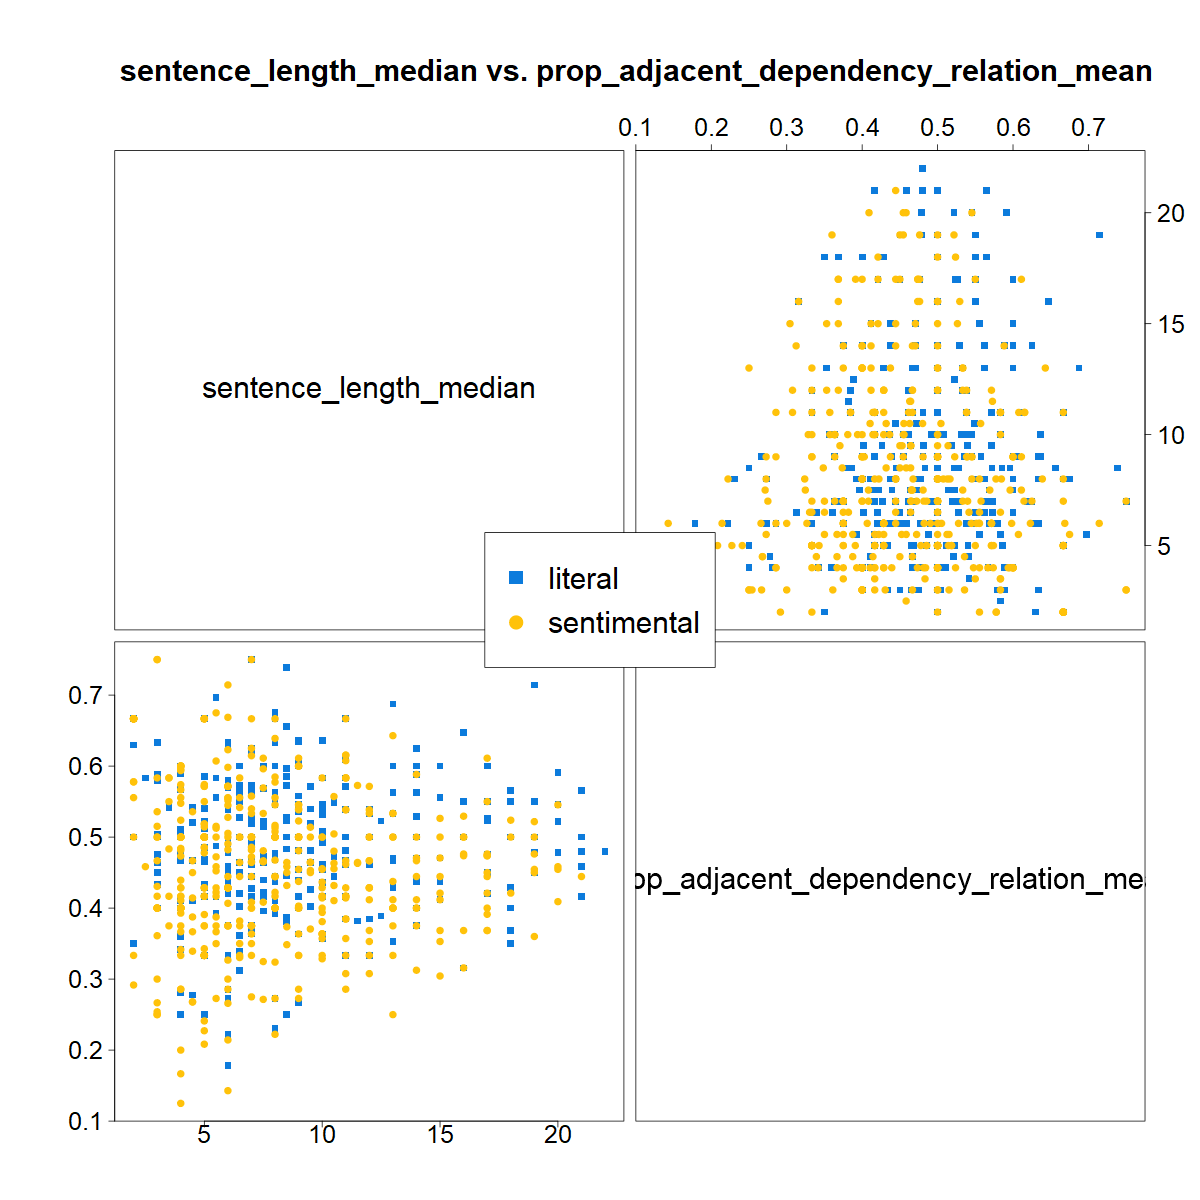 sentence_length_median vs. prop_adjacent_dependency_relation_mean
0.1 0.2 0.3 0.4 0.5 0.6 0.7
20
15
10
5
sentence_length_median
literal
sentimental
0.7
0.6
0.5
0.4
0.3
0.2
0.1
op_adjacent_dependency_relation_me
5 10 15 20